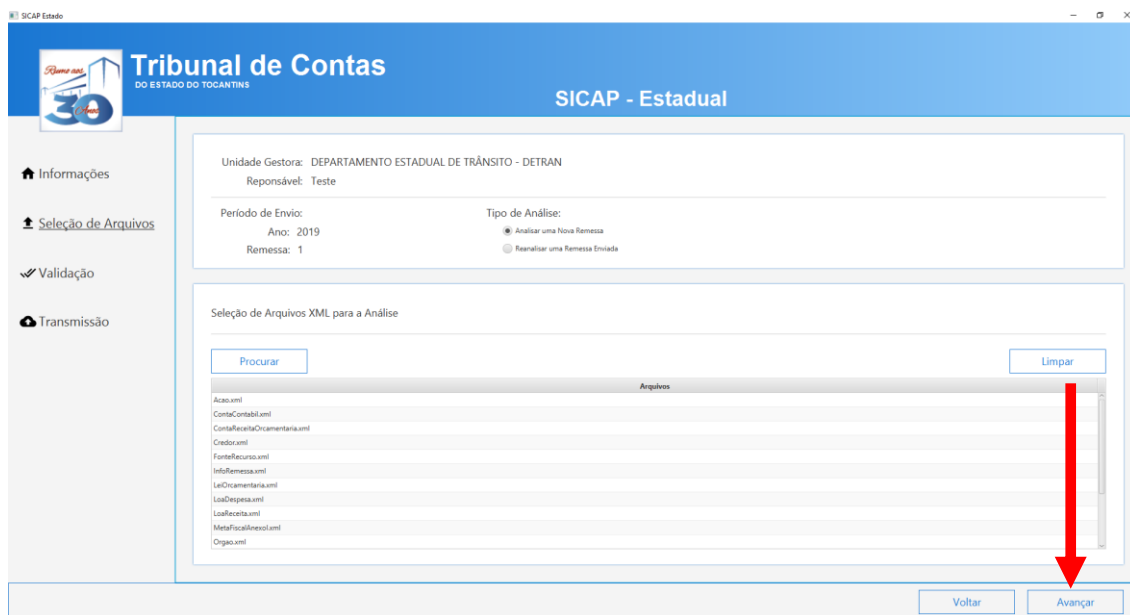 SICAP Estado
Rumo aos
30
Anos
Tribunal de Contas
DO ESTADO DO TOCANTINS
SICAP - Estadual
Informações
Seleção de Arquivos
Validação
Transmissão
Unidade Gestora: DEPARTAMENTO ESTADUAL DE TRÂNSITO - DETRAN
Reponsável: Teste
Período de Envio:
Ano: 2019
Remessa: 1
Tipo de Análise:
Analisar uma Nova Remessa
Reanalisar uma Remessa Enviada
Seleção de Arquivos XML para a Análise
Procurar
Limpar
Arquivos
Acao.xml
ContaContabil.xml
ContaReceitaOrcamentaria.xml
Credor.xml
FonteRecurso.xml
InfoRemessa.xml
LeiOrcamentaria.xml
LoaDespesa.xml
LoaReceita.xml
MetaFiscalAnexoI.xml
Orgao.xml
Voltar
Avançar